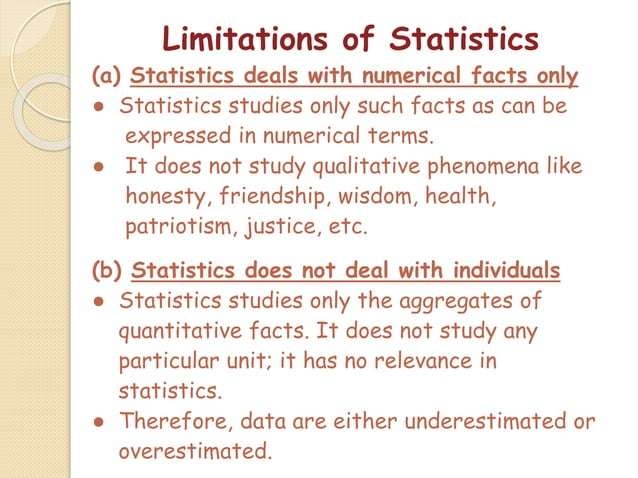 Limitations of Statistics
(a) Statistics deals with numerical facts only
● Statistics studies only such facts as can be
expressed in numerical terms.
● It does not study qualitative phenomena like
honesty, friendship, wisdom, health,
patriotism, justice, etc.
(b) Statistics does not deal with individuals
● Statistics studies only the aggregates of
quantitative facts. It does not study any
particular unit; it has no relevance in
statistics.
● Therefore, data are either underestimated or
overestimated.